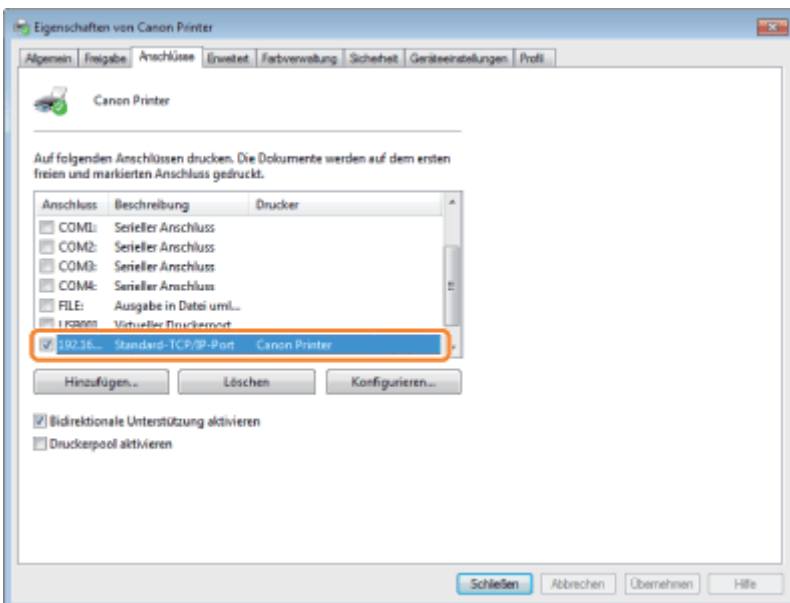 Eigenschaften von Canon Printer
Allgemein Freigabe Anschlüsse Erweitert Farbverwaltung Sicherheit Geräteeinstellungen Profil
Canon Printer
Auf folgenden Anschlüssen drucken. Die Dokumente werden auf dem ersten
freien und markierten Anschluss gedruckt.
Anschluss Beschreibung Drucker
COM1: Serieller Anschluss
COM2: Serieller Anschluss
COM3: Serieller Anschluss
COM4: Serieller Anschluss
FILE: Ausgabe in Datei uml...
USB001 Virtueller Druckerport
192.16... Standard-TCP/IP-Port Canon Printer
Hinzufügen... Löschen Konfigurieren...
Bidirektionale Unterstützung aktivieren
Druckerpool aktivieren
Schließen Abbrechen Übernehmen Hilfe